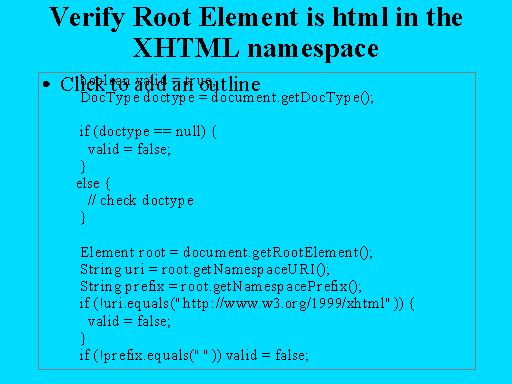 Verify Root Element is html in the
XHTML namespace
• Click to add an outline
boolean valid = true;
DocType doctype = document.getDocType();
if (doctype == null) {
valid = false;
}
else {
// check doctype
}
Element root = document.getRootElement();
String uri = root.getNamespaceURI();
String prefix = root.getNamespacePrefix();
if (!uri.equals("http://www.w3.org/1999/xhtml")) {
valid = false;
}
if (!prefix.equals("")) valid = false;